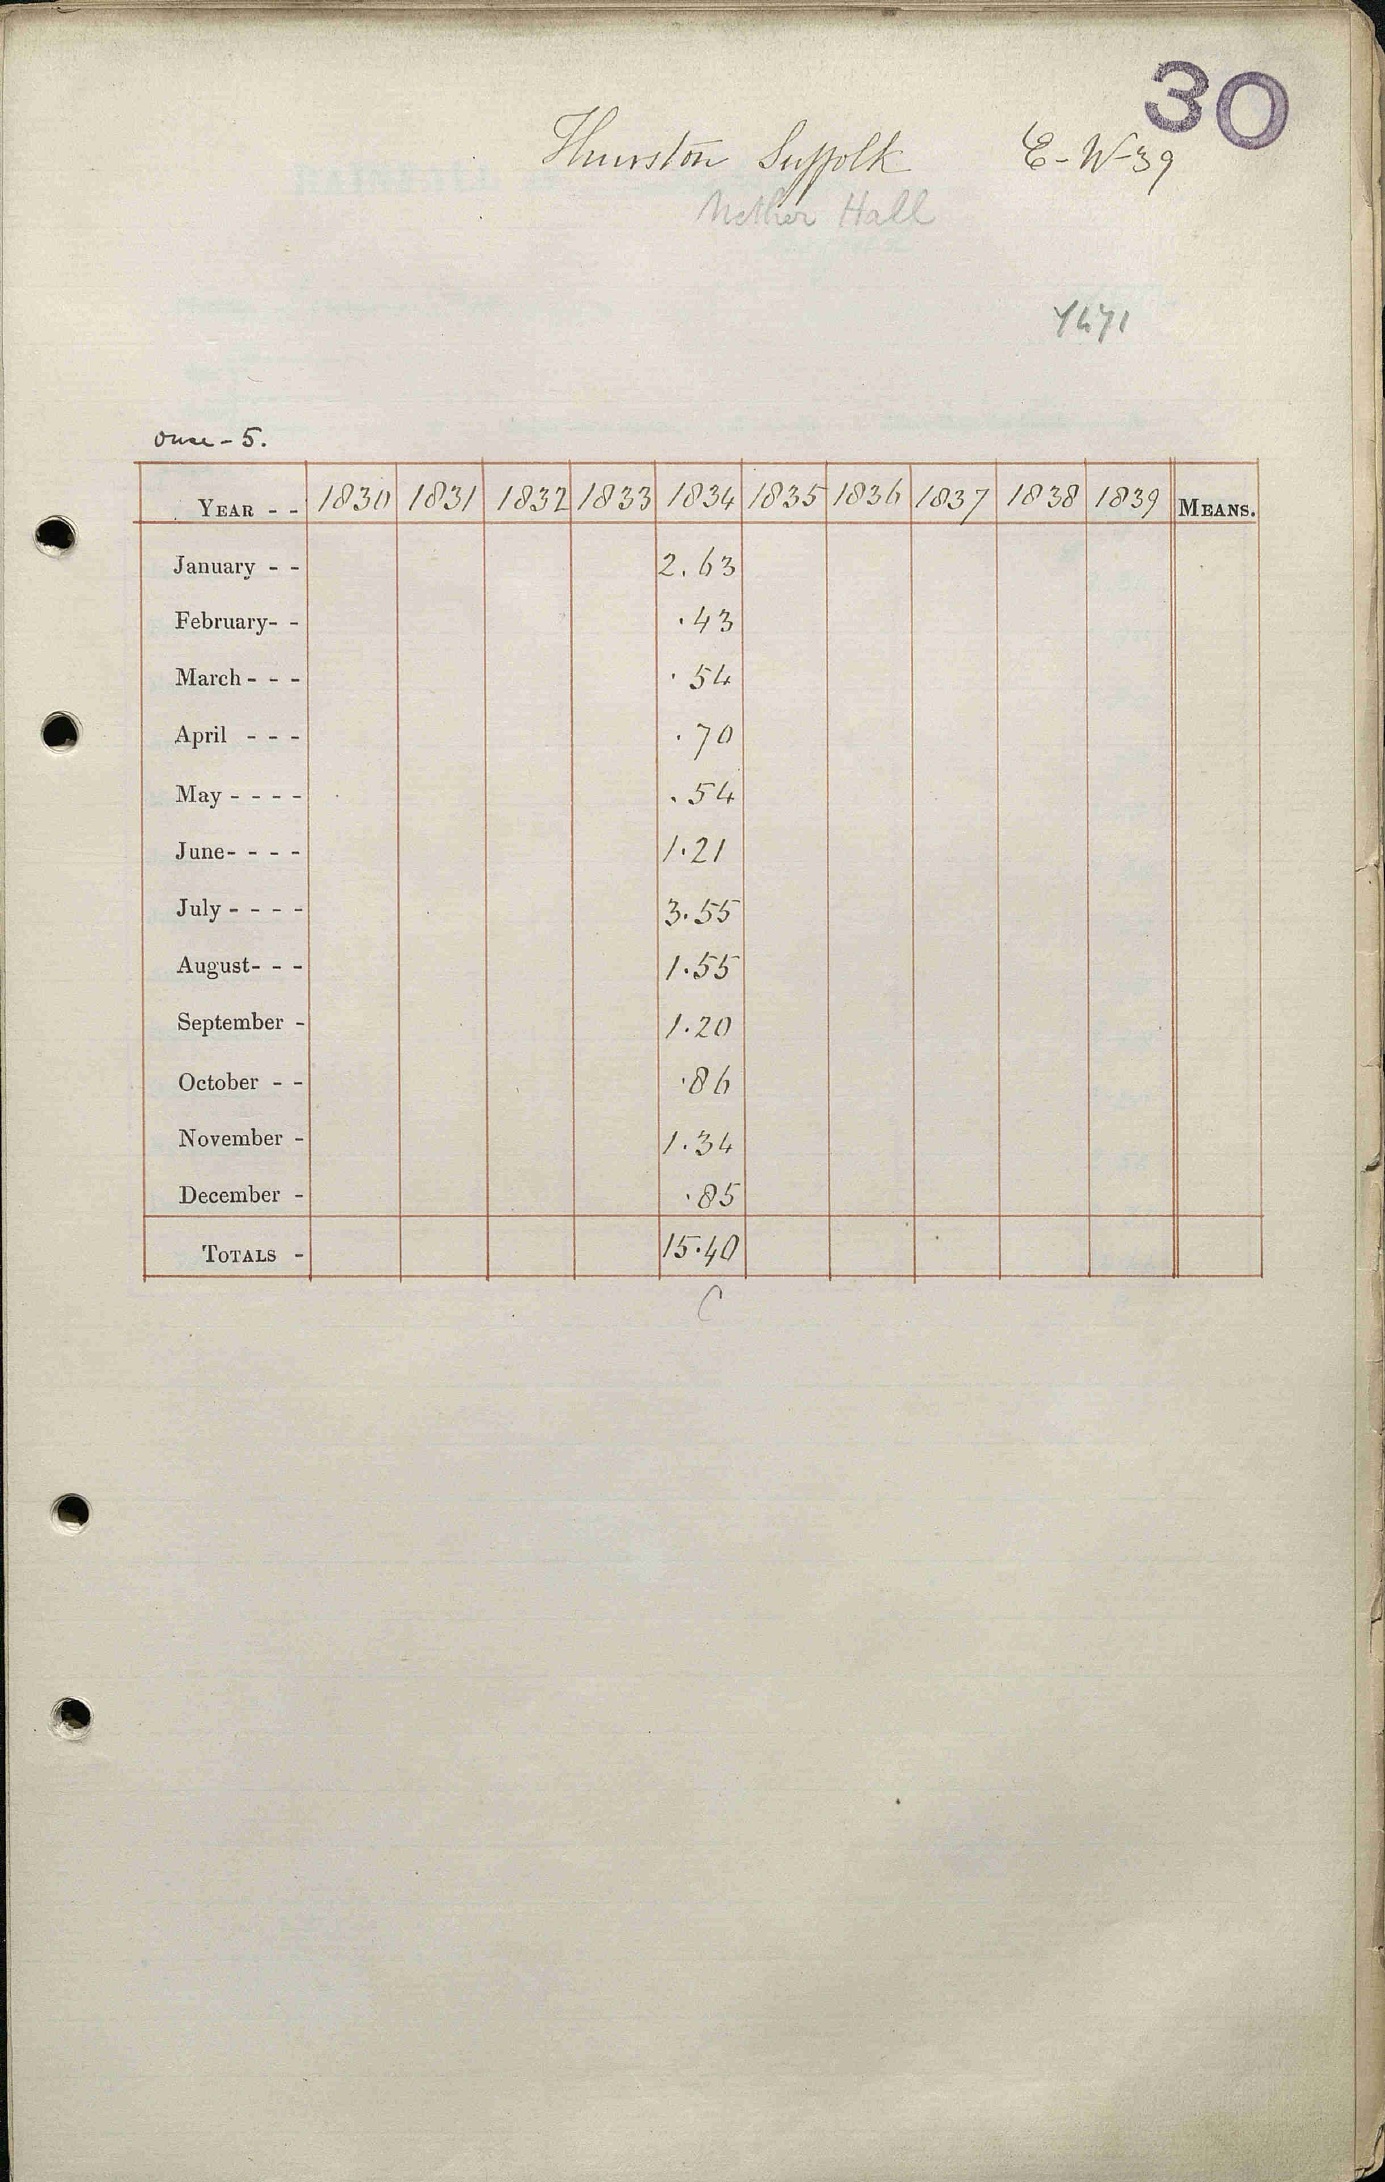 30
Thurston Suffolk E-W-39
Nether Hall
Ouse - 5.
YEAR - - 1830 1831 1832 1833 1834 1835 1836 1837 1838 1839 MEANS.
January - - 2.63
February- - .43
March - - - .54
April - - - .70
May - - - - .54
June- - - - 1.21
July - - - - 3.55
August- - - 1.55
September - 1.20
October - - .86
November - 1.34
December - .85
TOTALS - 15.40
C